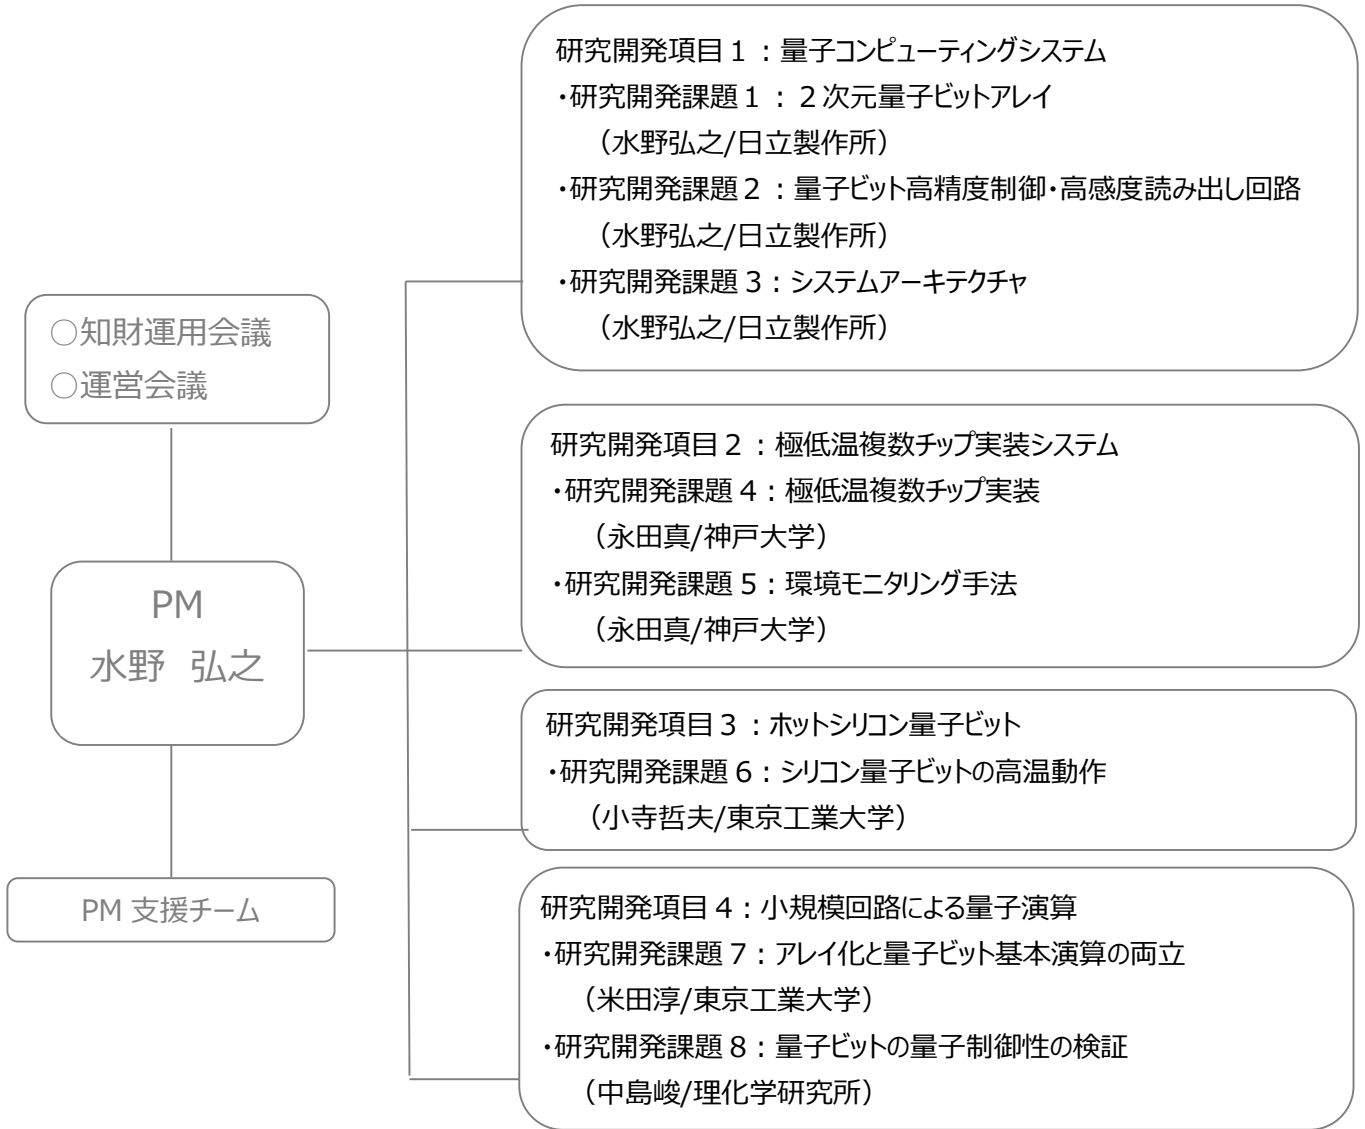 ○知財運用会議
○運営会議
PM
水野　弘之
PM 支援チーム
研究開発項目１：量子コンピューティングシステム
・研究開発課題１：２次元量子ビットアレイ
（水野弘之/日立製作所）
・研究開発課題２：量子ビット高精度制御・高感度読み出し回路
（水野弘之/日立製作所）
・研究開発課題３：システムアーキテクチャ
（水野弘之/日立製作所）
研究開発項目２：極低温複数チップ実装システム
・研究開発課題４：極低温複数チップ実装
（永田真/神戸大学）
・研究開発課題５：環境モニタリング手法
（永田真/神戸大学）
研究開発項目３：ホットシリコン量子ビット
・研究開発課題６：シリコン量子ビットの高温動作
（小寺哲夫/東京工業大学）
研究開発項目４：小規模回路による量子演算
・研究開発課題７：アレイ化と量子ビット基本演算の両立
（米田淳/東京工業大学）
・研究開発課題８：量子ビットの量子制御性の検証
（中島峻/理化学研究所）